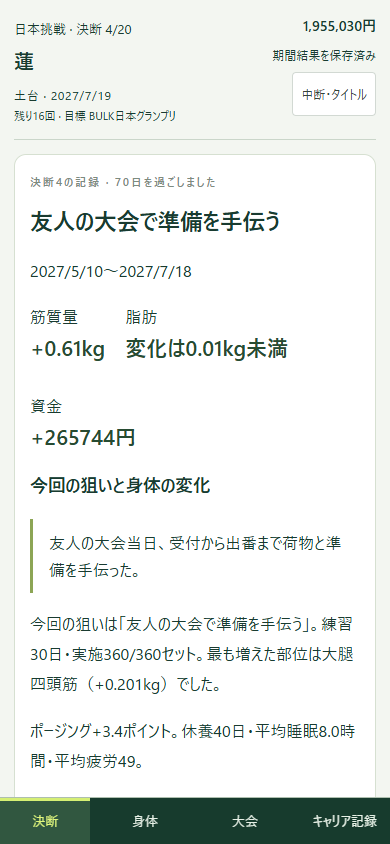 日本挑戦・決断 4/20
1,955,030円
蓮
期間結果を保存済み
土台・2027/7/19
残り16回・目標 BULK日本グランプリ
中断・タイトル
決断4の記録・70日を過ごしました
友人の大会で準備を手伝う
2027/5/10～2027/7/18
筋質量
脂肪
+0.61kg
変化は0.01kg未満
資金
+265744円
今回の狙いと身体の変化
友人の大会当日、受付から出番まで荷物と準
備を手伝った。
今回の狙いは「友人の大会で準備を手伝う」。練習
30日・実施360/360セット。最も増えた部位は大腿
四頭筋（+0.201kg）でした。
ポージング+3.4ポイント。休養40日・平均睡眠8.0時
間・平均疲労49。
決断
身体
大会
キャリア記録